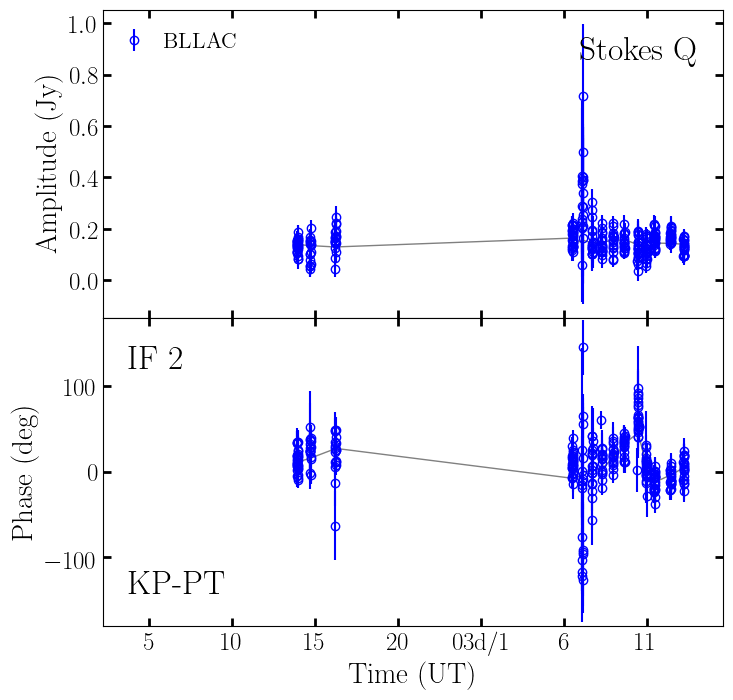 1.0
BLLAC
Stokes Q
0.8
0.6
Amplitude (Jy)
0.4
0.2
0.0
IF 2
100
Phase (deg)
0
−100
KP-PT
5 10 15 20 03d/1 6 11
Time (UT)